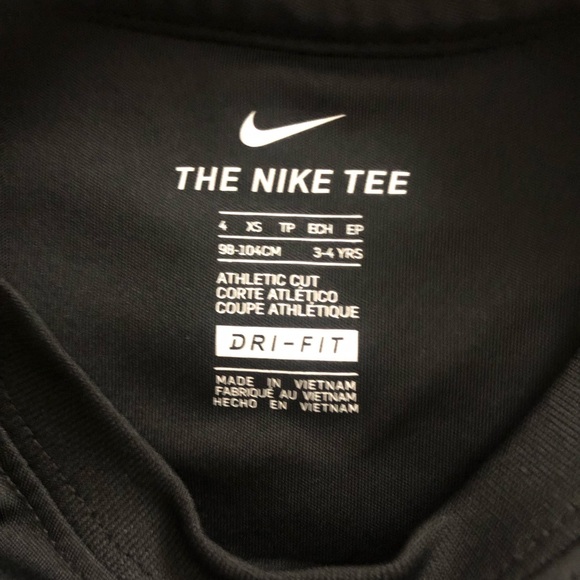 THE NIKE TEE
4 XS TP ECH EP
98-104CM 3-4 YRS
ATHLETIC CUT
CORTE ATLÉTICO
COUPE ATHLÉTIQUE
DRI-FIT
MADE IN VIETNAM
FABRIQUÉ AU VIETNAM
HECHO EN VIETNAM